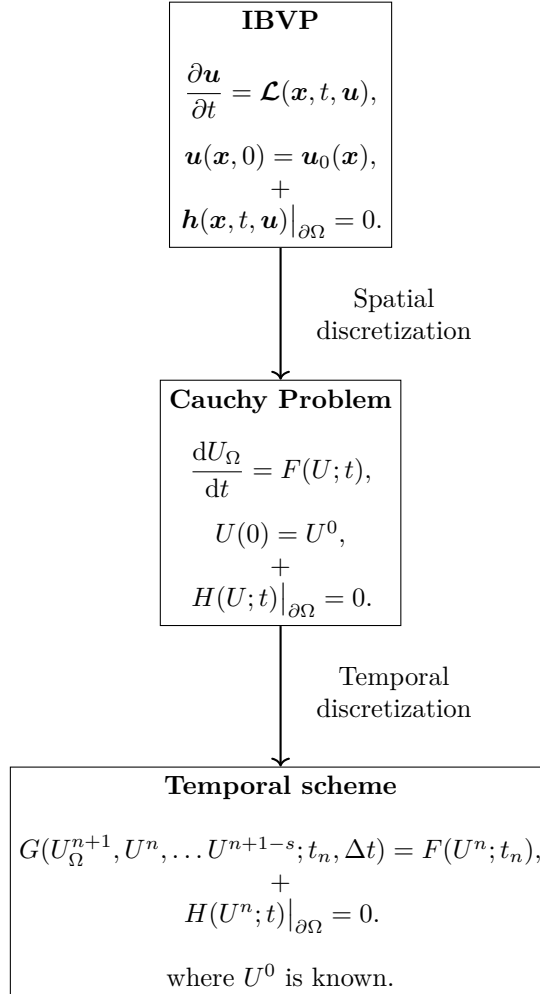 IBVP
∂𝒖/∂t = 𝓛(𝒙, t, 𝒖),
𝒖(𝒙, 0) = 𝒖₀(𝒙),
+
𝒉(𝒙, t, 𝒖)|_∂Ω = 0.
Spatial
discretization
Cauchy Problem
dU_Ω/dt = F(U; t),
U(0) = U⁰,
+
H(U; t)|_∂Ω = 0.
Temporal
discretization
Temporal scheme
G(U_Ω^{n+1}, U^n, … U^{n+1−s}; t_n, Δt) = F(U^n; t_n),
+
H(U^n; t)|_∂Ω = 0.
where U⁰ is known.